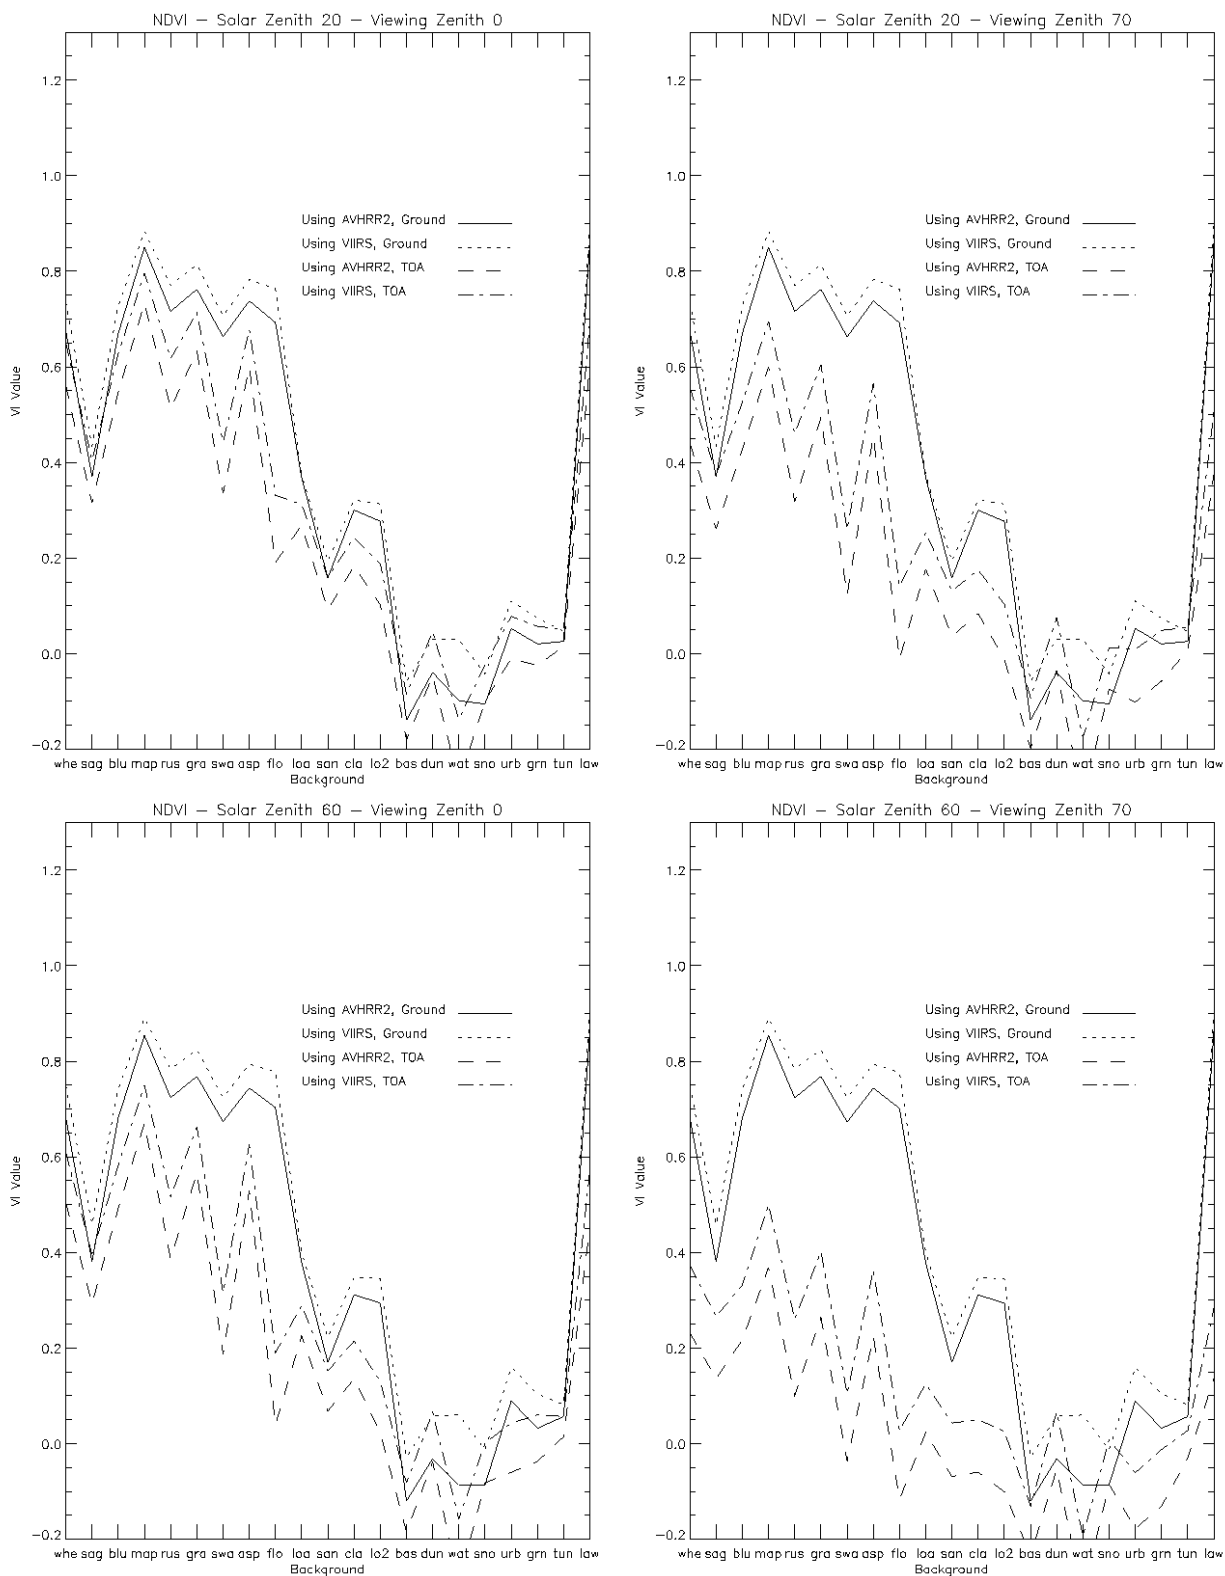 NDVI – Solar Zenith 20 – Viewing Zenith 0
1.2
1.0
0.8
0.6
0.4
0.2
0.0
−0.2
VI Value
Using AVHRR2, Ground
Using VIIRS, Ground
Using AVHRR2, TOA
Using VIIRS, TOA
whe sag blu map rus gra swa asp flo loa san cla lo2 bas dun wat sno urb grn tun law
Background
NDVI – Solar Zenith 20 – Viewing Zenith 70
1.2
1.0
0.8
0.6
0.4
0.2
0.0
−0.2
VI Value
Using AVHRR2, Ground
Using VIIRS, Ground
Using AVHRR2, TOA
Using VIIRS, TOA
whe sag blu map rus gra swa asp flo loa san cla lo2 bas dun wat sno urb grn tun law
Background
NDVI – Solar Zenith 60 – Viewing Zenith 0
1.2
1.0
0.8
0.6
0.4
0.2
0.0
−0.2
VI Value
Using AVHRR2, Ground
Using VIIRS, Ground
Using AVHRR2, TOA
Using VIIRS, TOA
whe sag blu map rus gra swa asp flo loa san cla lo2 bas dun wat sno urb grn tun law
Background
NDVI – Solar Zenith 60 – Viewing Zenith 70
1.2
1.0
0.8
0.6
0.4
0.2
0.0
−0.2
VI Value
Using AVHRR2, Ground
Using VIIRS, Ground
Using AVHRR2, TOA
Using VIIRS, TOA
whe sag blu map rus gra swa asp flo loa san cla lo2 bas dun wat sno urb grn tun law
Background